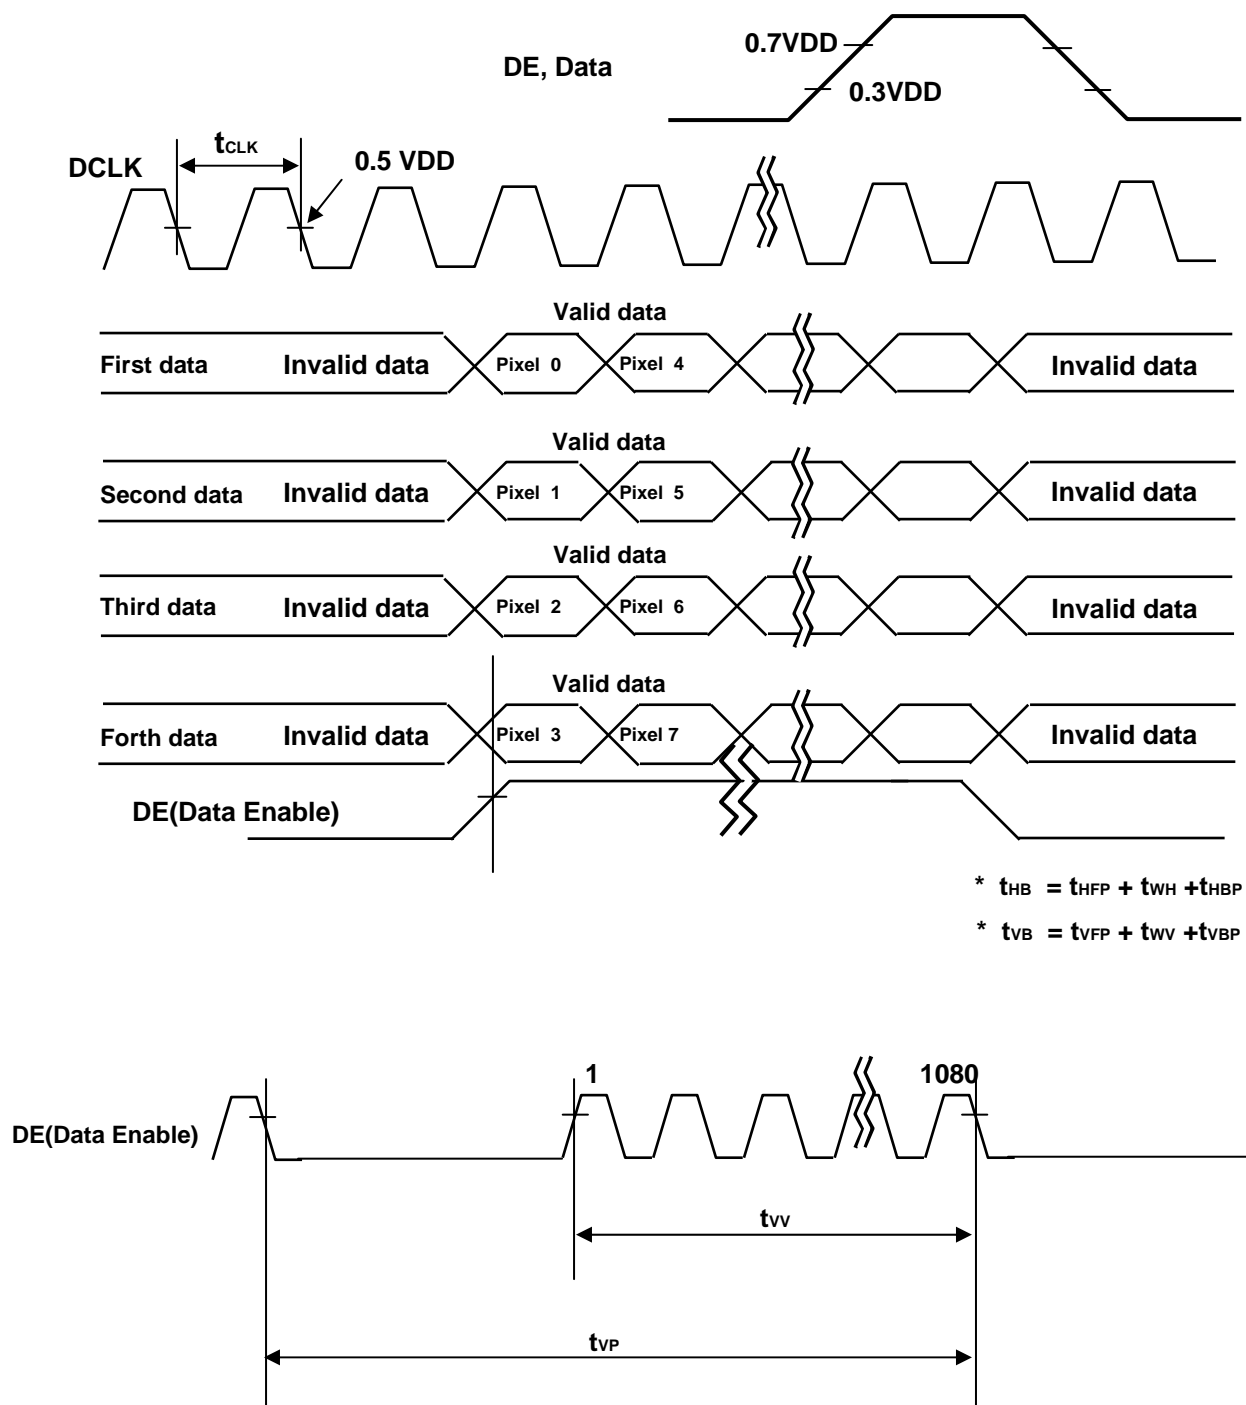 0.7VDD
DE, Data
0.3VDD
tCLK
DCLK
0.5 VDD
Valid data
First data Invalid data Pixel 0 Pixel 4 Invalid data
Valid data
Second data Invalid data Pixel 1 Pixel 5 Invalid data
Valid data
Third data Invalid data Pixel 2 Pixel 6 Invalid data
Valid data
Forth data Invalid data Pixel 3 Pixel 7 Invalid data
DE(Data Enable)
* tHB = tHFP + tWH +tHBP
* tVB = tVFP + tWV +tVBP
1 1080
DE(Data Enable)
tVV
tVP